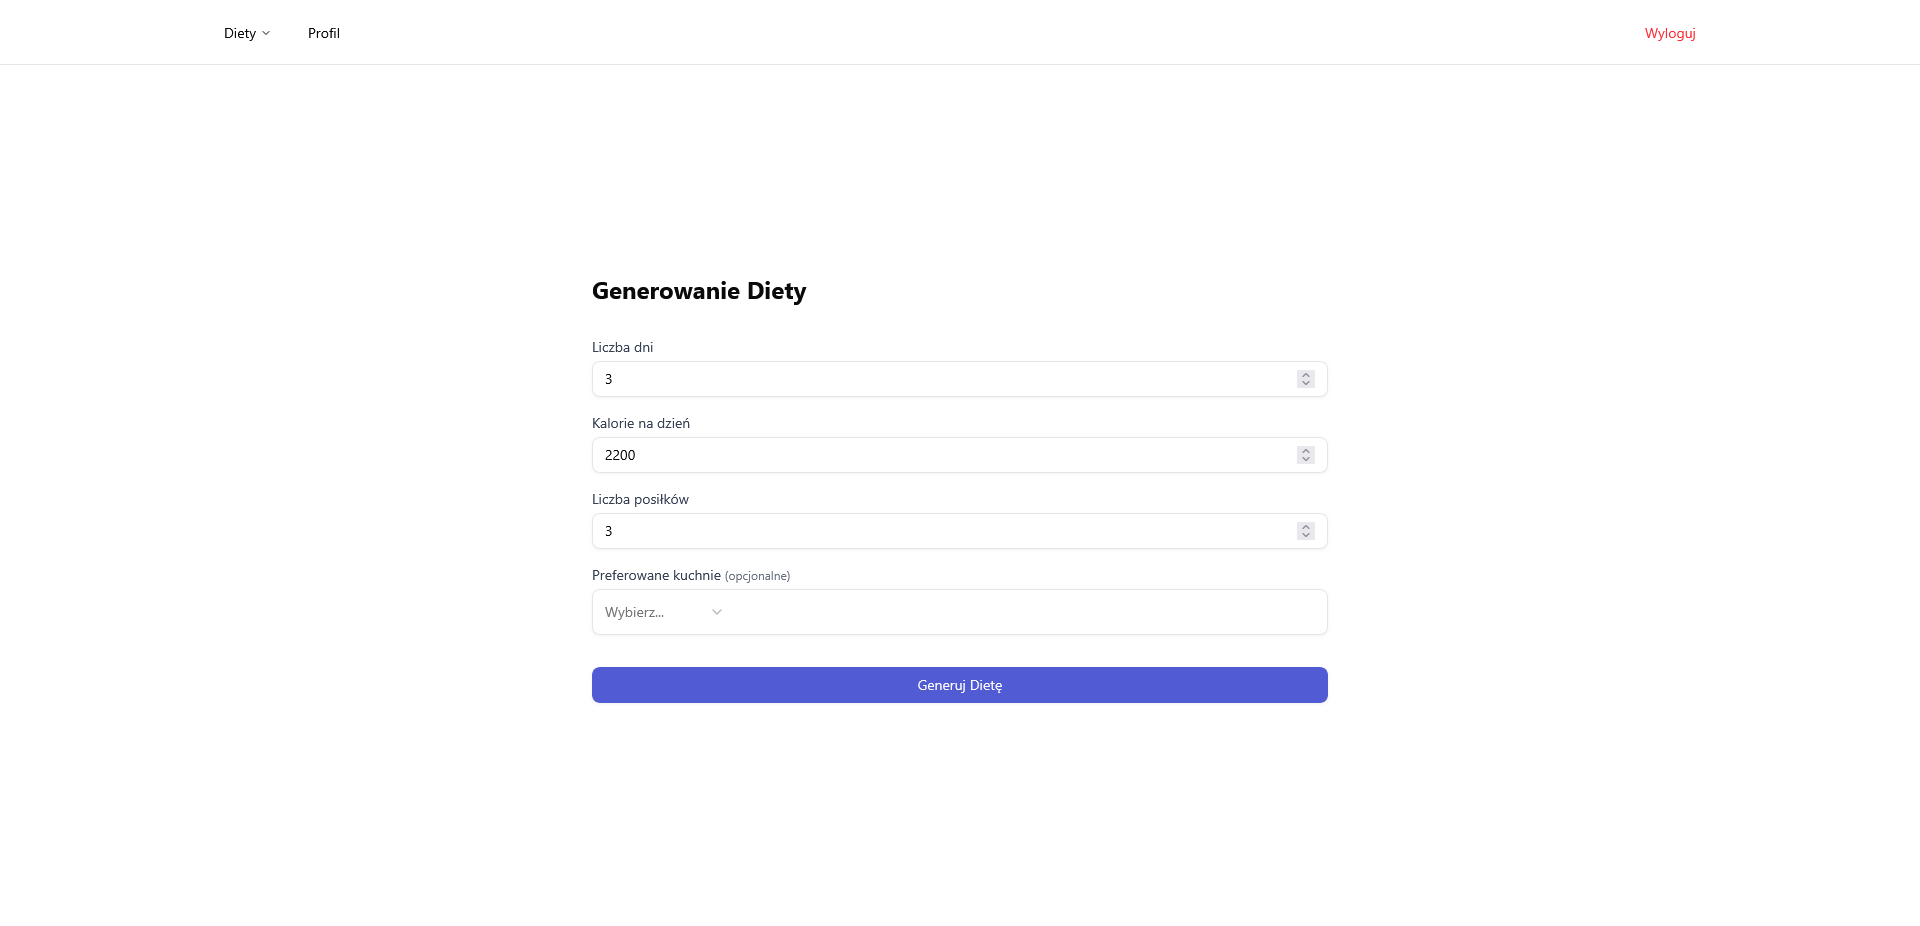 Diety
Profil
Wyloguj
Generowanie Diety
Liczba dni
3
Kalorie na dzień
2200
Liczba posiłków
3
Preferowane kuchnie (opcjonalne)
Wybierz...
Generuj Dietę